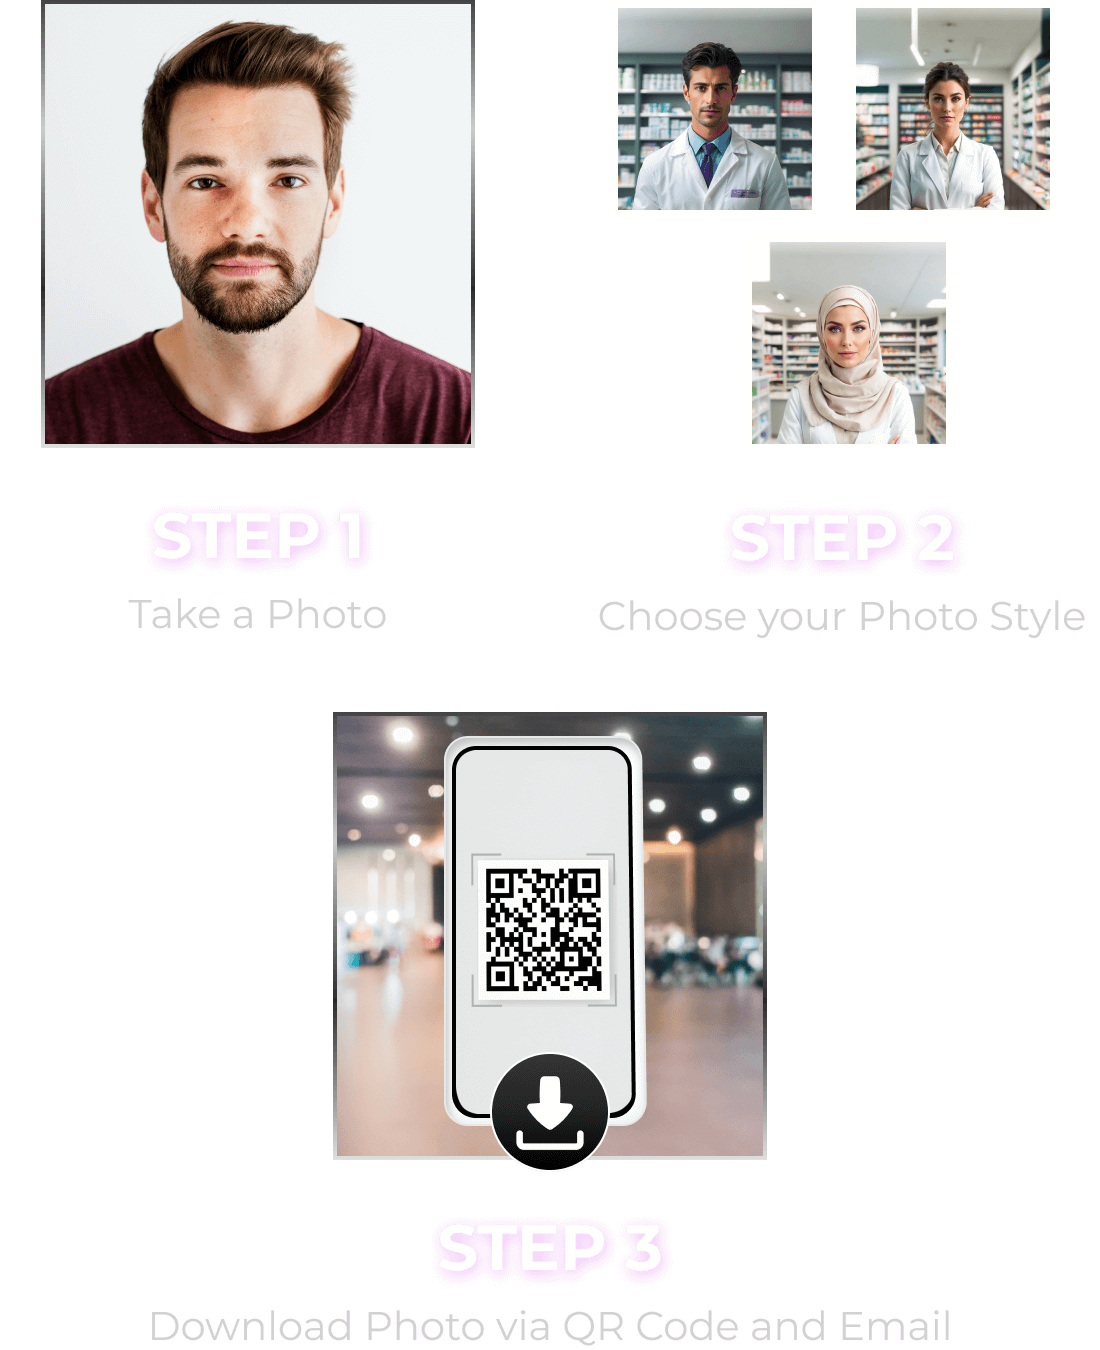 STEP 1
Take a Photo
STEP 2
Choose your Photo Style
STEP 3
Download Photo via QR Code and Email